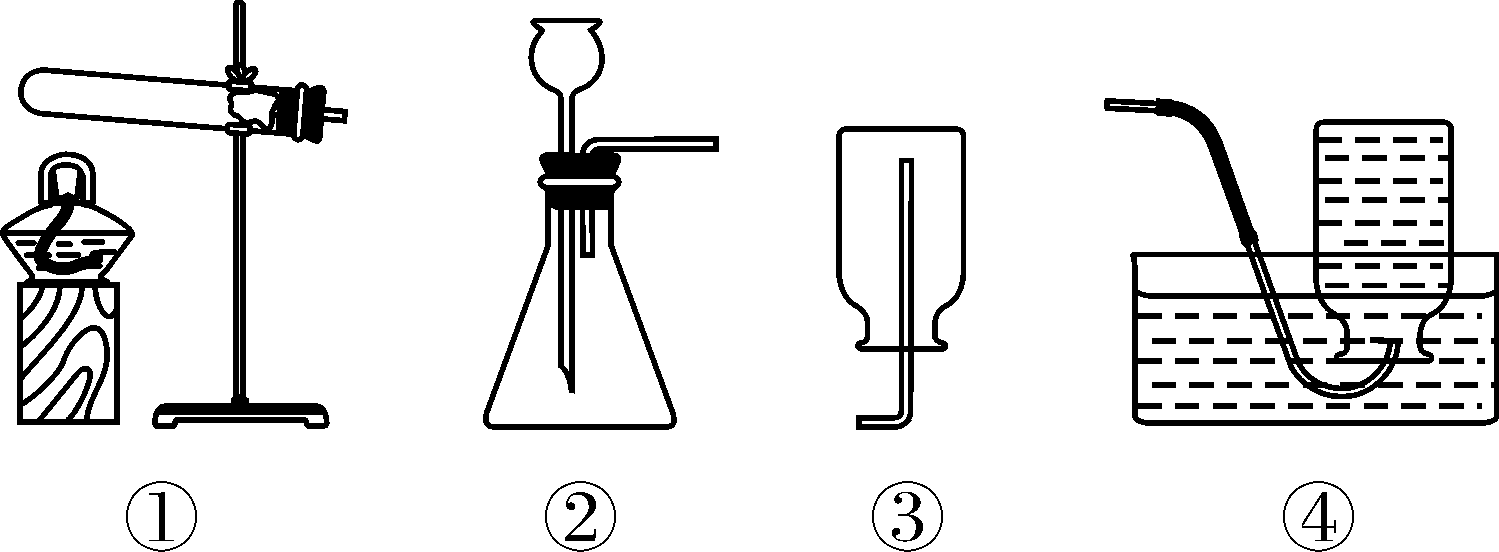 ① ② ③ ④